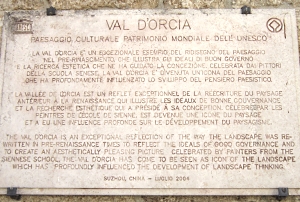 VAL D'ORCIA
PAESAGGIO CULTURALE PATRIMONIO MONDIALE DELL'UNESCO
LA VAL D'ORCIA È UN ECCEZIONALE ESEMPIO DEL RIDISEGNO DEL PAESAGGIO
NEL PRE-RINASCIMENTO, CHE ILLUSTRA GLI IDEALI DI BUON GOVERNO
E LA RICERCA ESTETICA CHE NE HA GUIDATO LA CONCEZIONE. CELEBRATA DAI PITTORI
DELLA SCUOLA SENESE, LA VAL D'ORCIA È DIVENUTA UN'ICONA DEL PAESAGGIO
CHE HA PROFONDAMENTE INFLUENZATO LO SVILUPPO DEL PENSIERO PAESISTICO.
LA VALLÉE DE L'ORCIA EST UN REFLET EXCEPTIONNEL DE LA RÉÉCRITURE DU PAYSAGE
ANTÉRIEUR À LA RENAISSANCE QUI ILLUSTRE LES IDÉAUX DE BONNE GOUVERNANCE
ET LA RECHERCHE ESTHÉTIQUE QUI A PRÉSIDÉ À SA CONCEPTION. CÉLÉBRÉ PAR LES
PEINTRES DE L'ÉCOLE DE SIENNE, EST DEVENUE UNE ICÔNE DU PAYSAGE
ET A EU UNE INFLUENCE PROFONDE SUR LE DÉVELOPPEMENT DU PAYSAGISME.
THE VAL D'ORCIA IS AN EXCEPTIONAL REFLECTION OF THE WAY THE LANDSCAPE WAS RE-
WRITTEN IN PRE-RENAISSANCE TIMES TO REFLECT THE IDEALS OF GOOD GOVERNANCE AND
TO CREATE AN AESTHETICALLY PLEASING PICTURE. CELEBRATED BY PAINTERS FROM THE
SIENNESE SCHOOL, THE VAL D'ORCIA HAS COME TO BE SEEN AS ICON OF THE LANDSCAPE
WHICH HAS PROFOUNDLY INFLUENCED THE DEVELOPMENT OF LANDSCAPE THINKING.
SUZHOU, CHINA - LUGLIO 2004